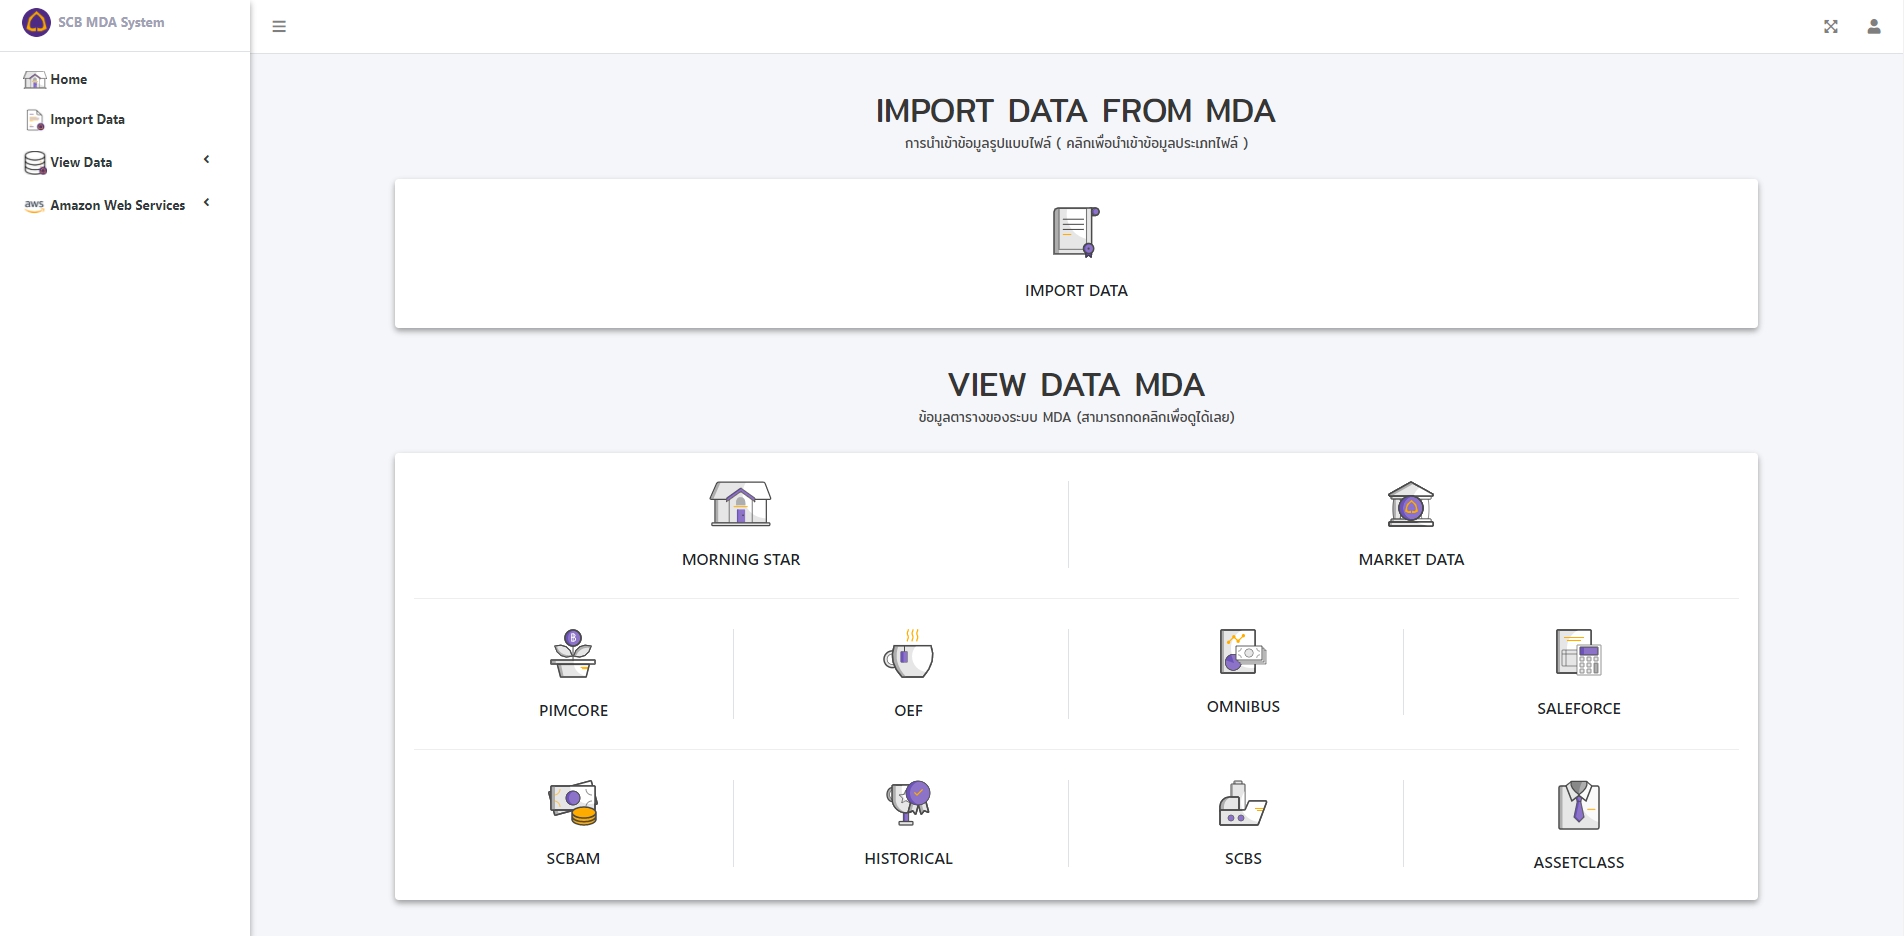 SCB MDA System
Home
Import Data
View Data
aws Amazon Web Services
IMPORT DATA FROM MDA
การนำเข้าข้อมูลรูปแบบไฟล์ ( คลิกเพื่อนำเข้าข้อมูลประเภทไฟล์ )
IMPORT DATA
VIEW DATA MDA
ข้อมูลตารางของระบบ MDA (สามารถกดคลิกเพื่อดูได้เลย)
MORNING STAR
MARKET DATA
PIMCORE
OEF
OMNIBUS
SALEFORCE
SCBAM
HISTORICAL
SCBS
ASSETCLASS